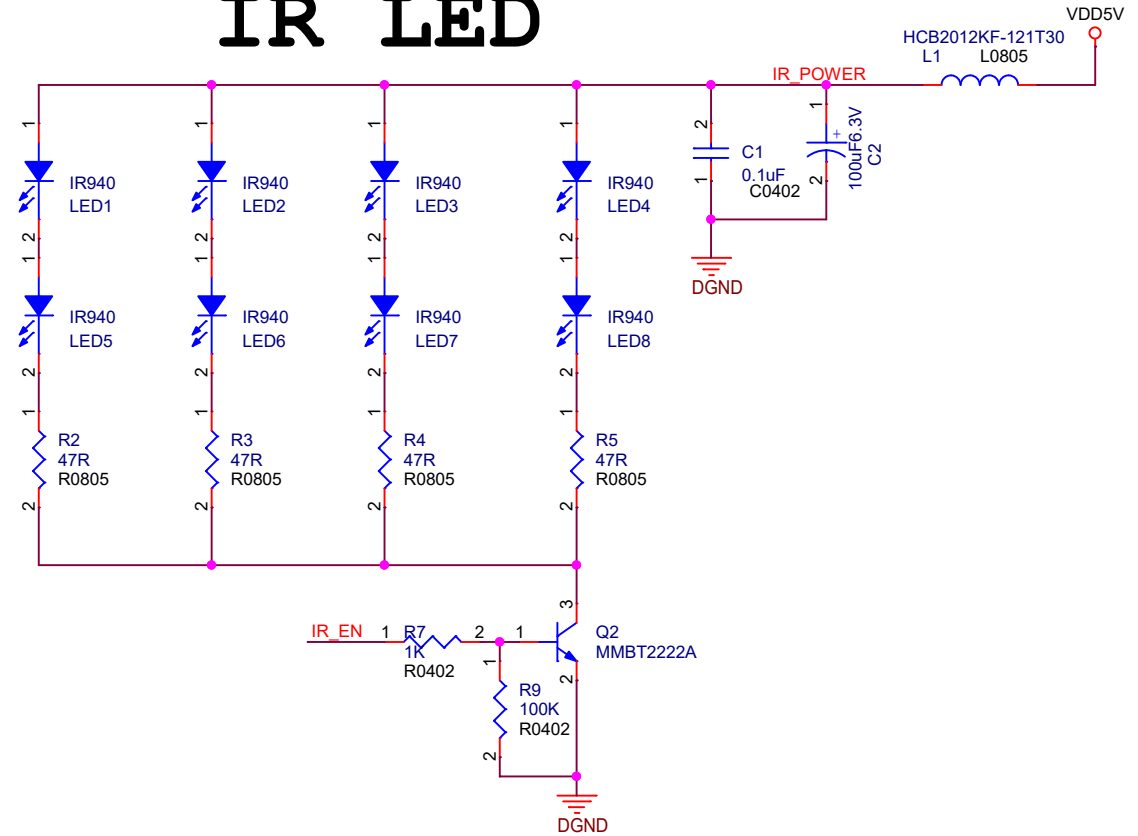 IR LED
VDD5V
HCB2012KF-121T30
L1 L0805
IR_POWER
1 1 1 1 2 1
IR940
LED1
IR940
LED2
IR940
LED3
IR940
LED4
C1
0.1uF
C0402
100uF6.3V
C2
+
2 2 2 2 1 2
DGND
1 1 1 1
IR940
LED5
IR940
LED6
IR940
LED7
IR940
LED8
2 2 2 2
1 1 1 1
R2
47R
R0805
R3
47R
R0805
R4
47R
R0805
R5
47R
R0805
2 2 2 2
3
IR_EN 1 R7 2 1
1K
R0402
Q2
MMBT2222A
1 2
R9
100K
R0402
2
DGND